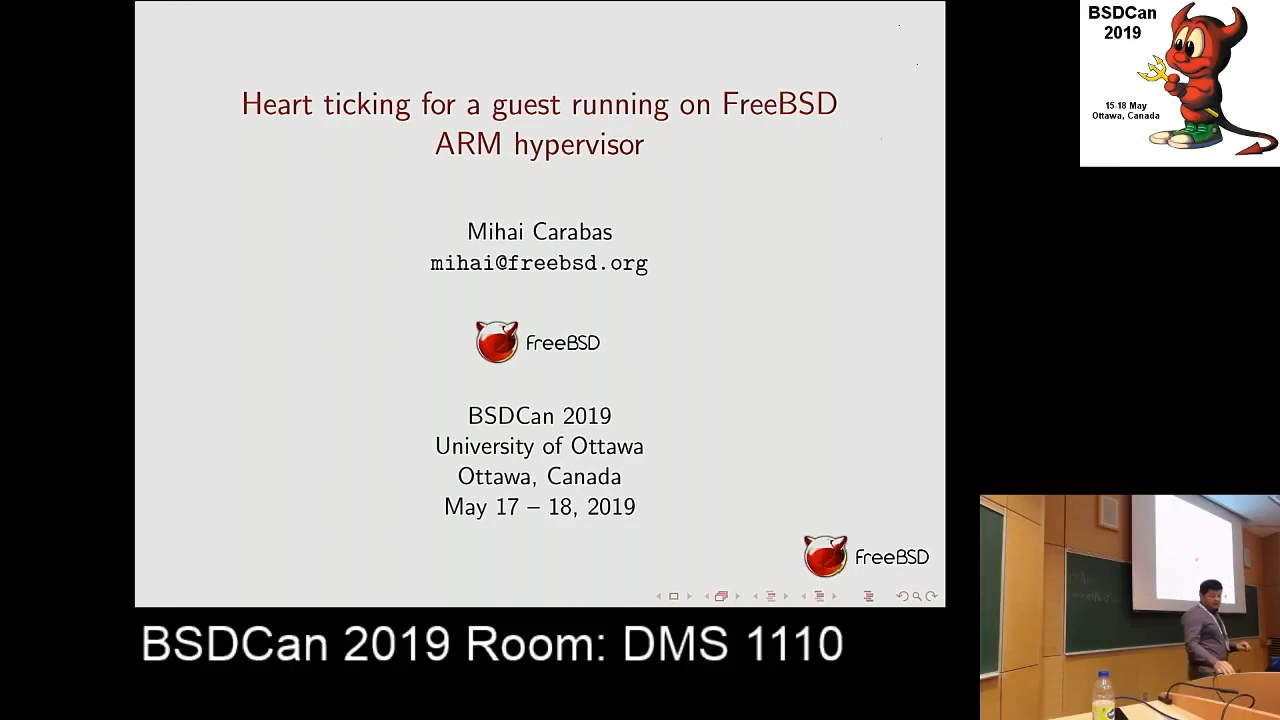 Heart ticking for a guest running on FreeBSD
ARM hypervisor
Mihai Carabas
mihai@freebsd.org
FreeBSD
BSDCan 2019
University of Ottawa
Ottawa, Canada
May 17 – 18, 2019
FreeBSD
BSDCan
2019
15-18 May
Ottawa, Canada
BSDCan 2019 Room: DMS 1110